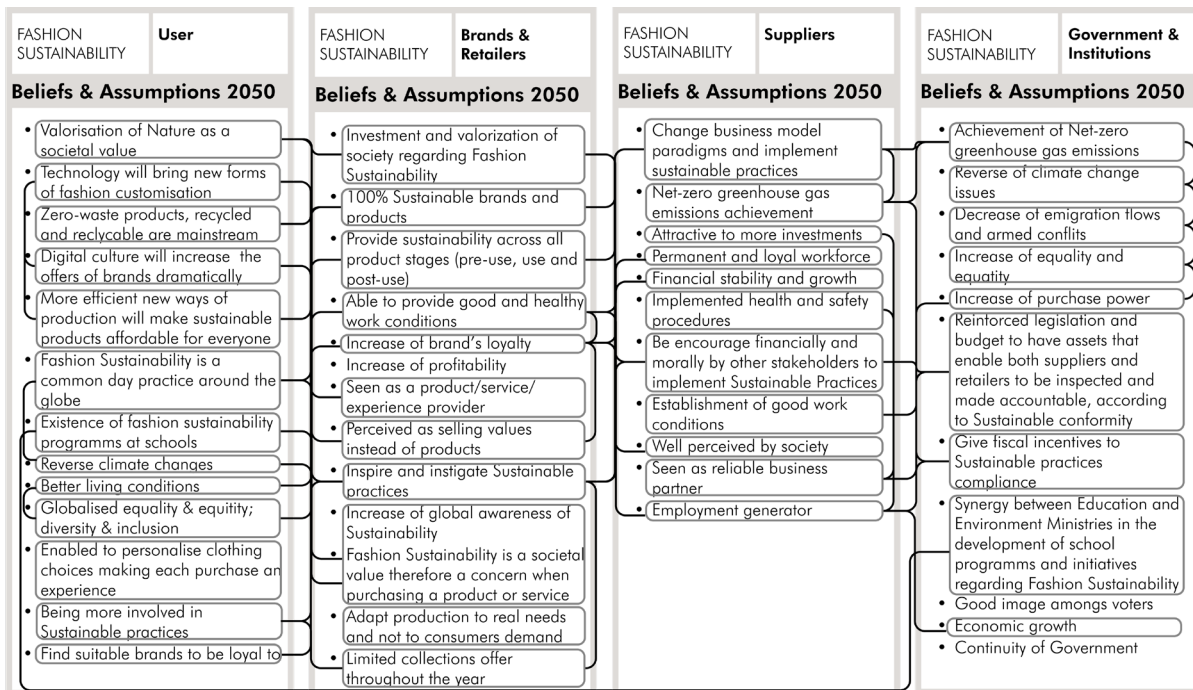 FASHION
SUSTAINABILITY
User
Beliefs & Assumptions 2050
• Valorisation of Nature as a
societal value
• Technology will bring new forms
of fashion customisation
• Zero-waste products, recycled
and reclycable are mainstream
• Digital culture will increase the
offers of brands dramatically
• More efficient new ways of
production will make sustainable
products affordable for everyone
• Fashion Sustainability is a
common day practice around the
globe
• Existence of fashion sustainability
programms at schools
• Reverse climate changes
• Better living conditions
• Globalised equality & equitity;
diversity & inclusion
• Enabled to personalise clothing
choices making each purchase an
experience
• Being more involved in
Sustainable practices
• Find suitable brands to be loyal to
FASHION
SUSTAINABILITY
Brands &
Retailers
Beliefs & Assumptions 2050
• Investment and valorization of
society regarding Fashion
Sustainability
• 100% Sustainable brands and
products
• Provide sustainability across all
product stages (pre-use, use and
post-use)
• Able to provide good and healthy
work conditions
• Increase of brand's loyalty
• Increase of profitability
• Seen as a product/service/
experience provider
• Perceived as selling values
instead of products
• Inspire and instigate Sustainable
practices
• Increase of global awareness of
Sustainability
• Fashion Sustainability is a societal
value therefore a concern when
purchasing a product or service
• Adapt production to real needs
and not to consumers demand
• Limited collections offer
throughout the year
FASHION
SUSTAINABILITY
Suppliers
Beliefs & Assumptions 2050
• Change business model
paradigms and implement
sustainable practices
• Net-zero greenhouse gas
emissions achievement
• Attractive to more investments
• Permanent and loyal workforce
• Financial stability and growth
• Implemented health and safety
procedures
• Be encourage financially and
morally by other stakeholders to
implement Sustainable Practices
• Establishment of good work
conditions
• Well perceived by society
• Seen as reliable business
partner
• Employment generator
FASHION
SUSTAINABILITY
Government &
Institutions
Beliefs & Assumptions 2050
• Achievement of Net-zero
greenhouse gas emissions
• Reverse of climate change
issues
• Decrease of emigration flows
and armed conflits
• Increase of equality and
equatity
• Increase of purchase power
• Reinforced legislation and
budget to have assets that
enable both suppliers and
retailers to be inspected and
made accountable, according
to Sustainable conformity
• Give fiscal incentives to
Sustainable practices
compliance
• Synergy between Education and
Environment Ministries in the
development of school
programms and initiatives
regarding Fashion Sustainability
• Good image amongs voters
• Economic growth
• Continuity of Government